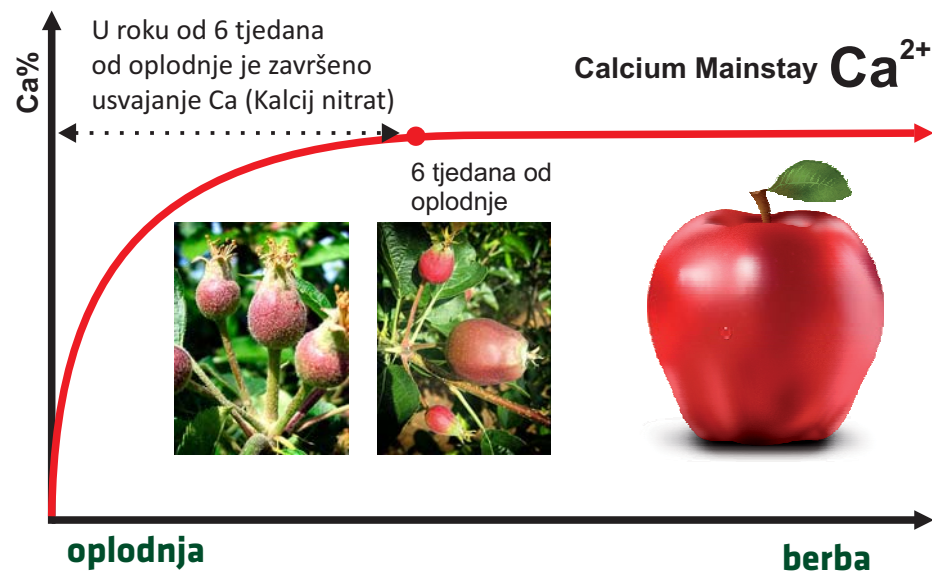 U roku od 6 tjedana
od oplodnje je završeno
usvajanje Ca (Kalcij nitrat)
Ca%
Calcium Mainstay Ca2+
6 tjedana od
oplodnje
oplodnja
berba